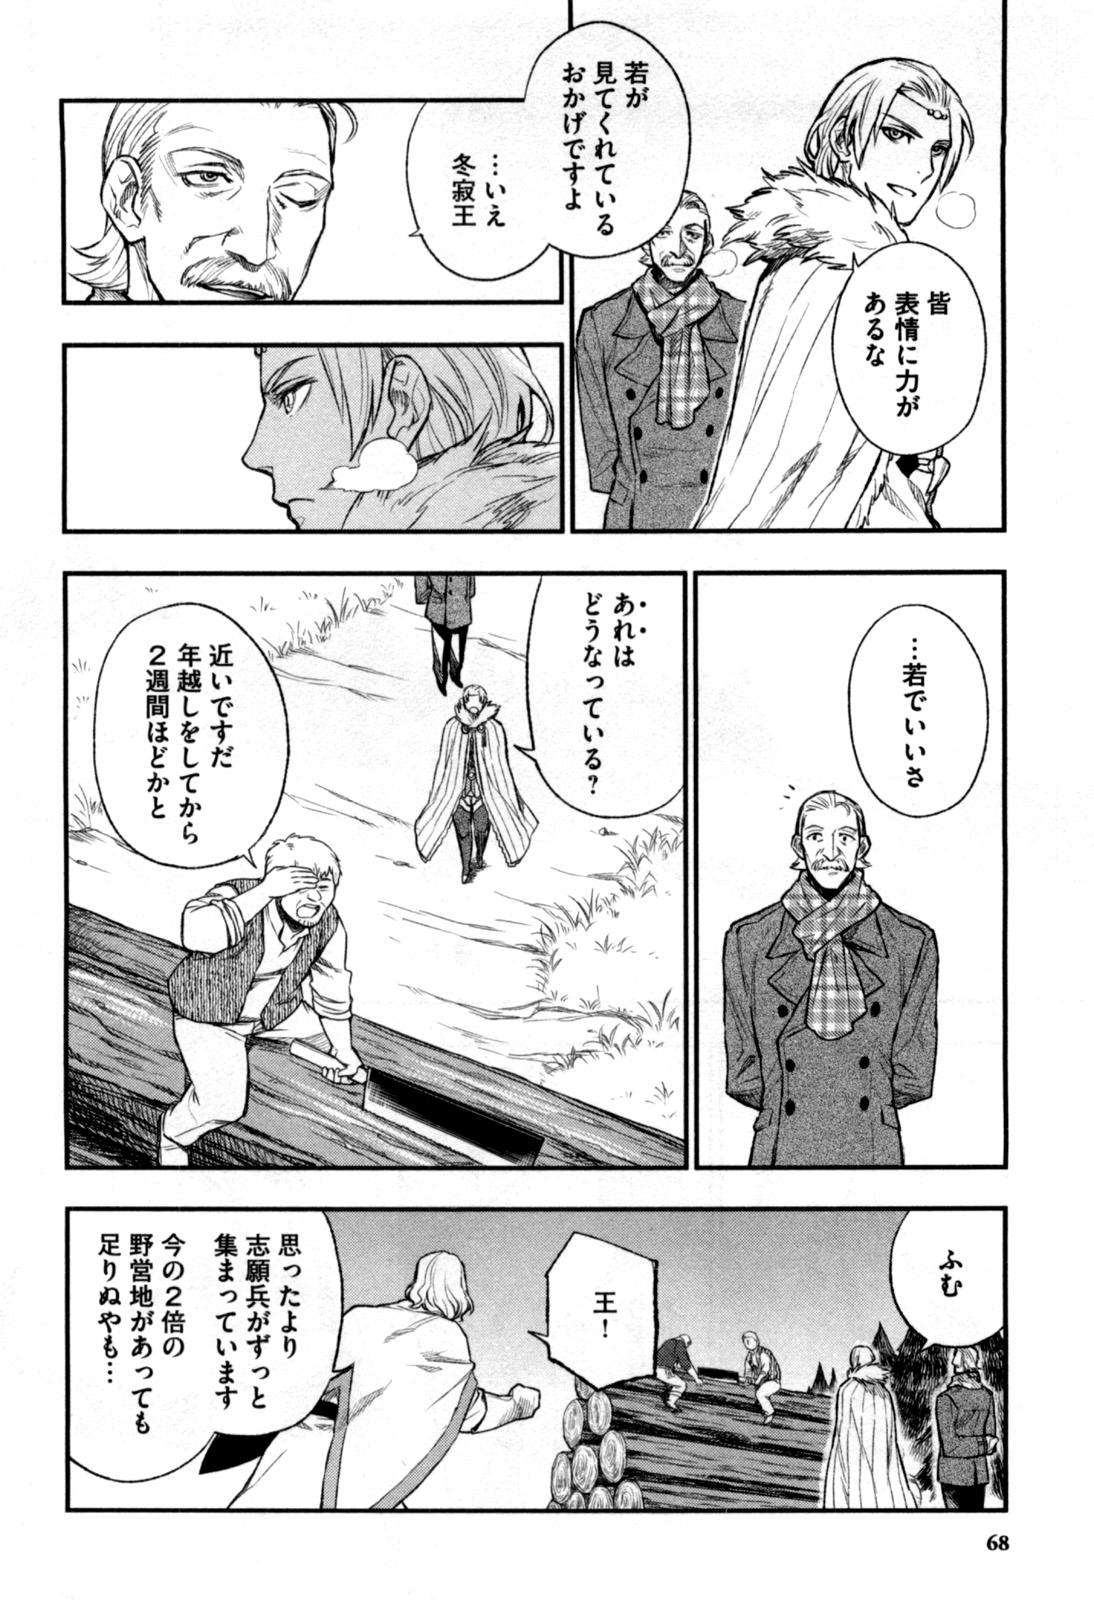 皆
表情に力が
あるな
若が
見てくれている
おかげですよ
…いえ
冬寂王
…若でいいさ
あれは
どうなっている？
近いですだ
年越しをしてから
２週間ほどかと
ふむ
王！
思ったより
志願兵がずっと
集まっています
今の２倍の
野営地があっても
足りぬやも…
68